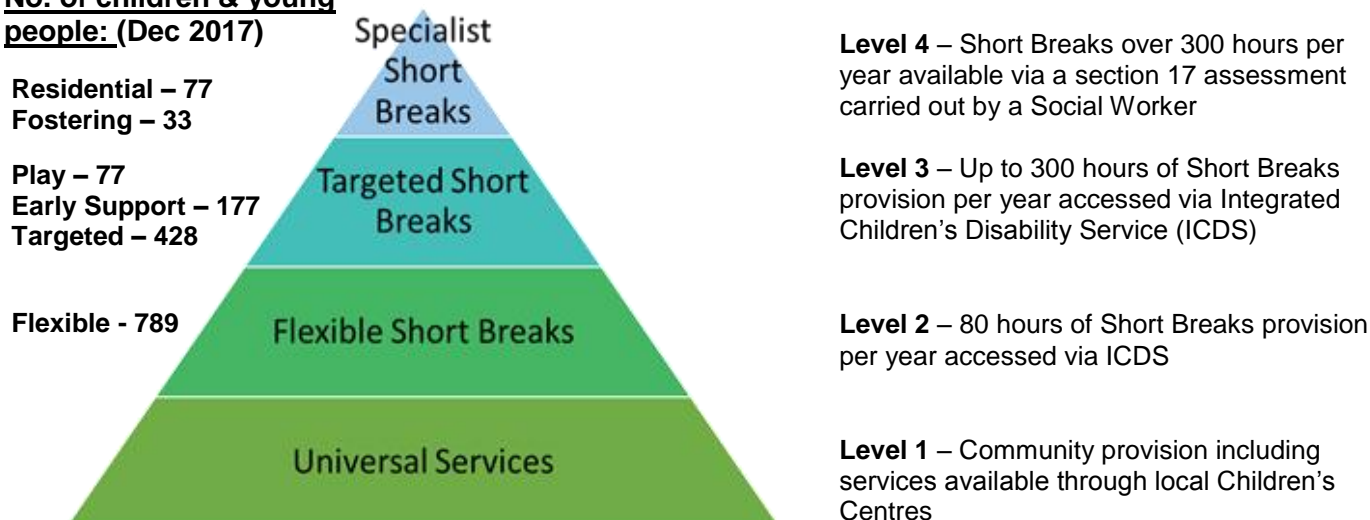 No. of children & young
people: (Dec 2017)
Residential – 77
Fostering – 33
Play – 77
Early Support – 177
Targeted – 428
Flexible - 789
Specialist
Short
Breaks
Targeted Short
Breaks
Flexible Short Breaks
Universal Services
Level 4 – Short Breaks over 300 hours per
year available via a section 17 assessment
carried out by a Social Worker
Level 3 – Up to 300 hours of Short Breaks
provision per year accessed via Integrated
Children’s Disability Service (ICDS)
Level 2 – 80 hours of Short Breaks provision
per year accessed via ICDS
Level 1 – Community provision including
services available through local Children’s
Centres